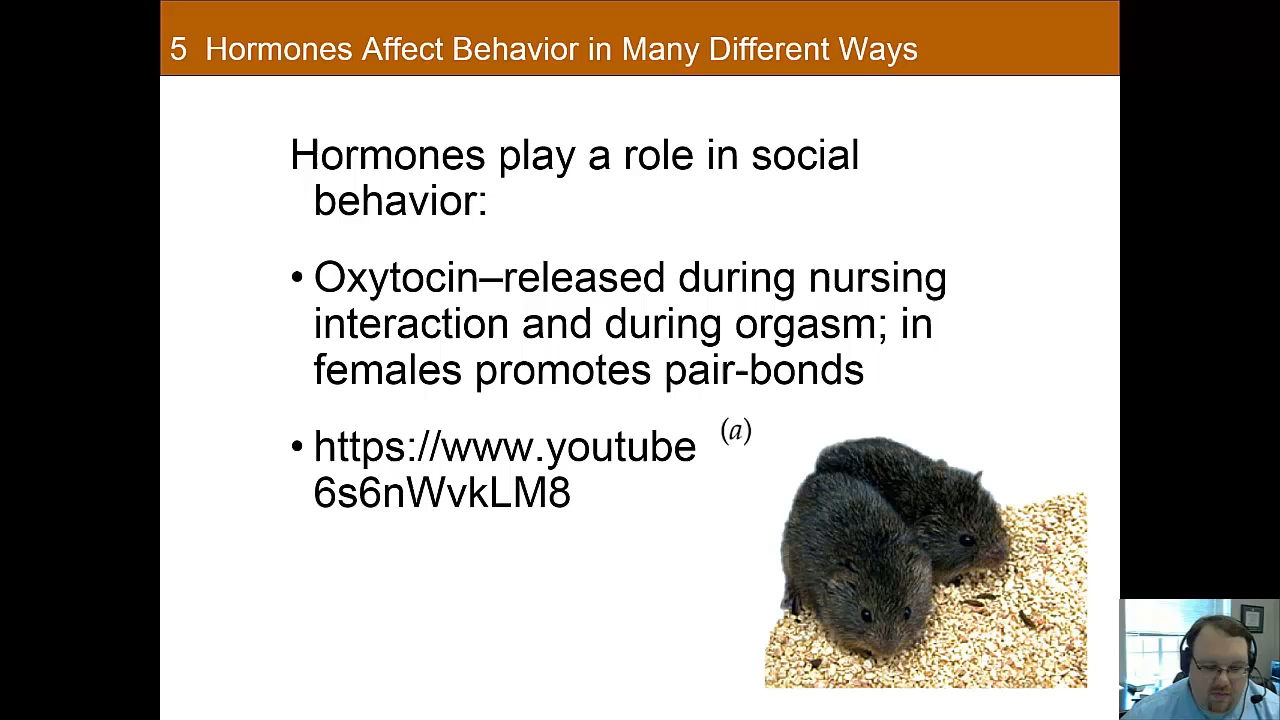 5 Hormones Affect Behavior in Many Different Ways
Hormones play a role in social
behavior:
• Oxytocin–released during nursing
interaction and during orgasm; in
females promotes pair-bonds
• https://www.youtube
6s6nWvkLM8
(a)